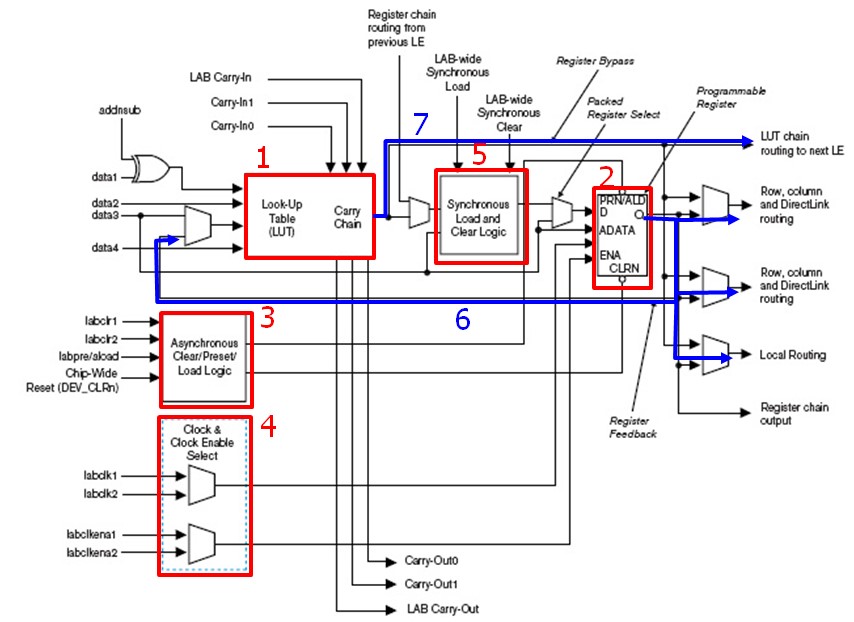 Register chain
routing from
previous LE
LAB-wide
Synchronous
Load
LAB-wide
Synchronous
Clear
Register Bypass
Packed
Register Select
Programmable
Register
LAB Carry-In
Carry-In1
Carry-In0
addnsub
data1
data2
data3
data4
1
Look-Up
Table
(LUT)
Carry
Chain
7
5
Synchronous
Load and
Clear Logic
2
PRN/ALD
D
Q
ADATA
ENA
CLRN
LUT chain
routing to next LE
Row, column
and DirectLink
routing
Row, column
and DirectLink
routing
Local Routing
Register chain
output
6
Register
Feedback
labclr1
labclr2
labpre/aload
Chip-Wide
Reset (DEV_CLRn)
3
Asynchronous
Clear/Preset/
Load Logic
4
Clock &
Clock Enable
Select
labclk1
labclk2
labclkena1
labclkena2
Carry-Out0
Carry-Out1
LAB Carry-Out